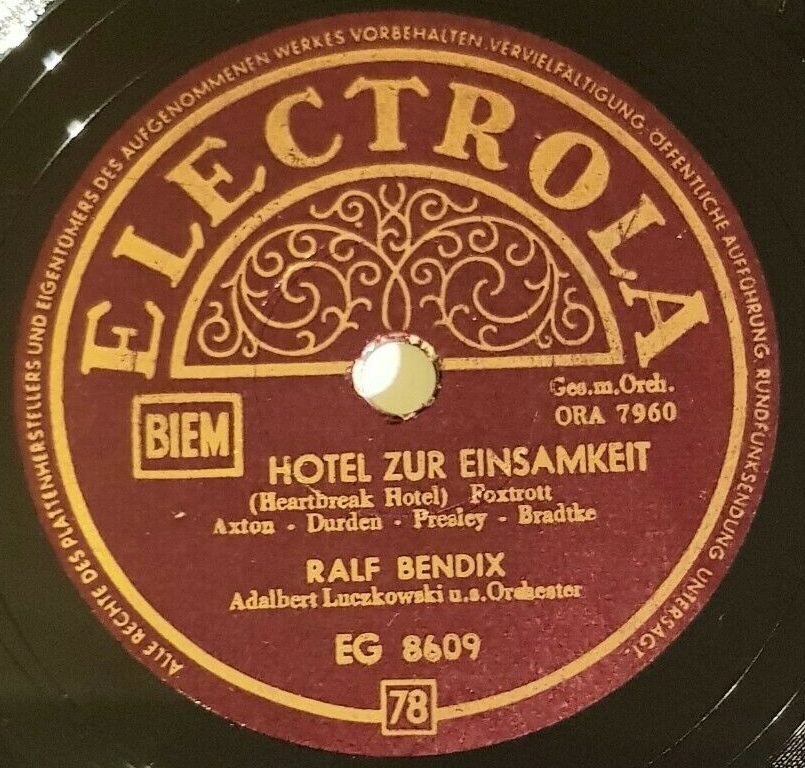 ALLE RECHTE DES PLATTENHERSTELLERS UND EIGENTÜMERS DES AUFGENOMMENEN WERKES VORBEHALTEN. VERVIELFÄLTIGUNG, ÖFFENTLICHE AUFFÜHRUNG, RUNDFUNKSENDUNG UNTERSAGT.
ELECTROLA
Ges.m.Orch.
ORA 7960
BIEM
HOTEL ZUR EINSAMKEIT
(Heartbreak Hotel) Foxtrott
Axton - Durden - Presley - Bradtke
RALF BENDIX
Adalbert Luczkowski u.s.Orchester
EG 8609
78